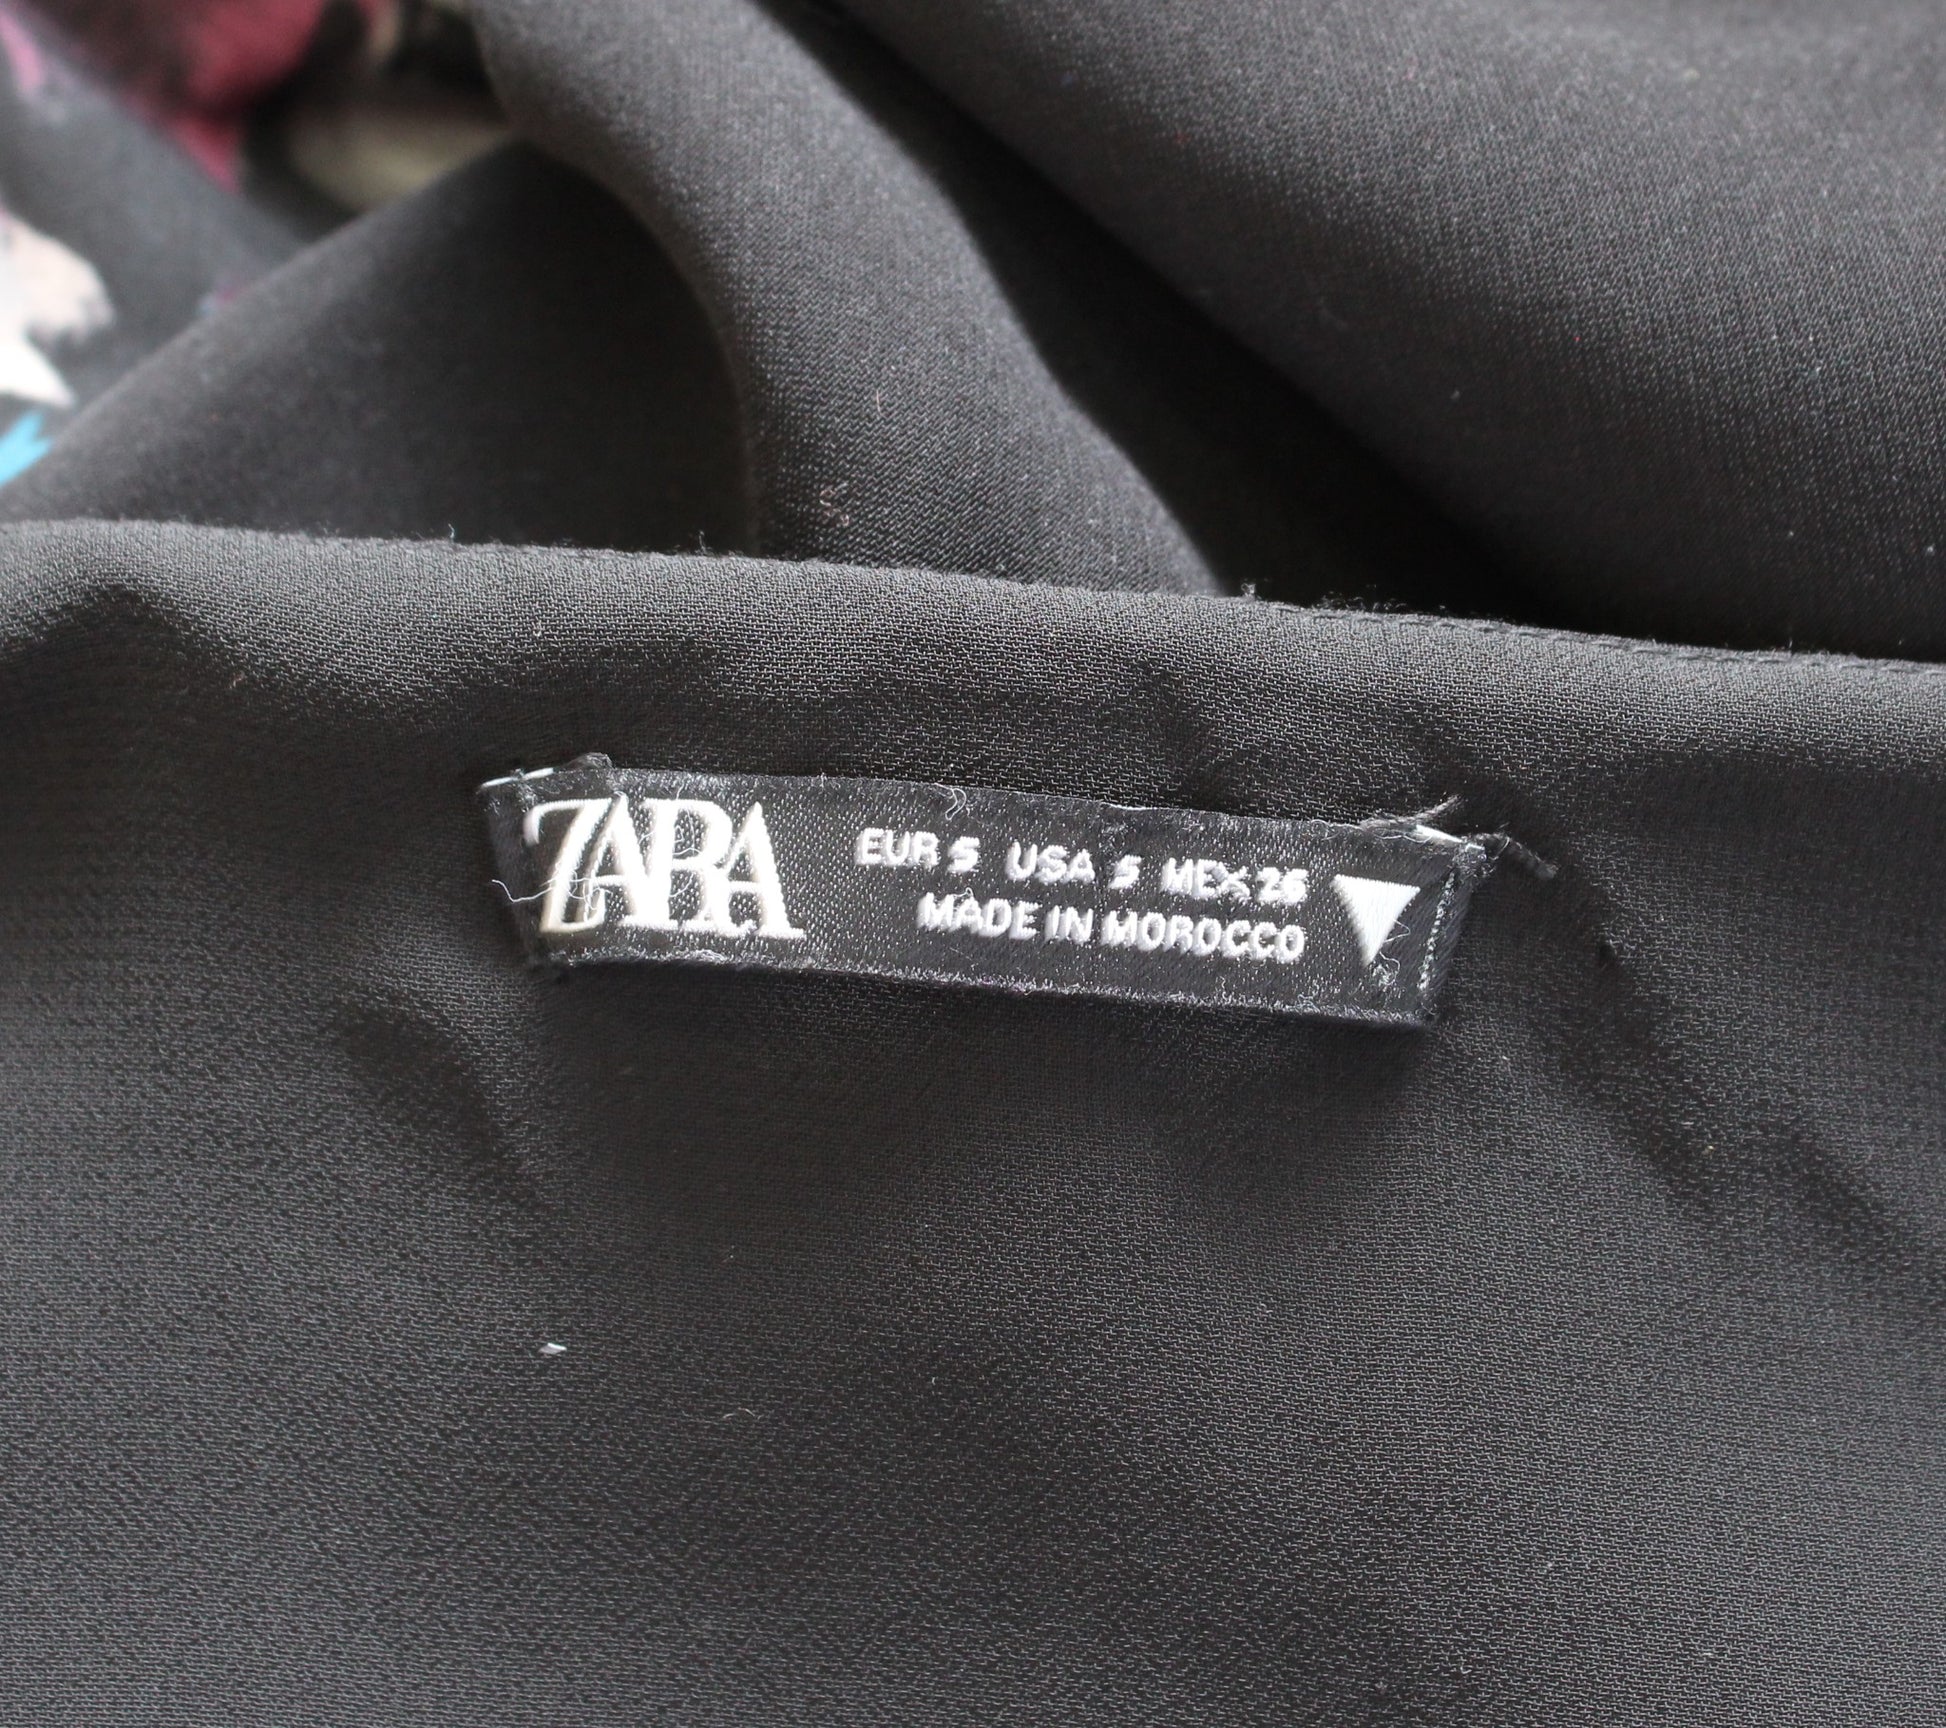 ZARA
EUR S USA S MEX 26
MADE IN MOROCCO